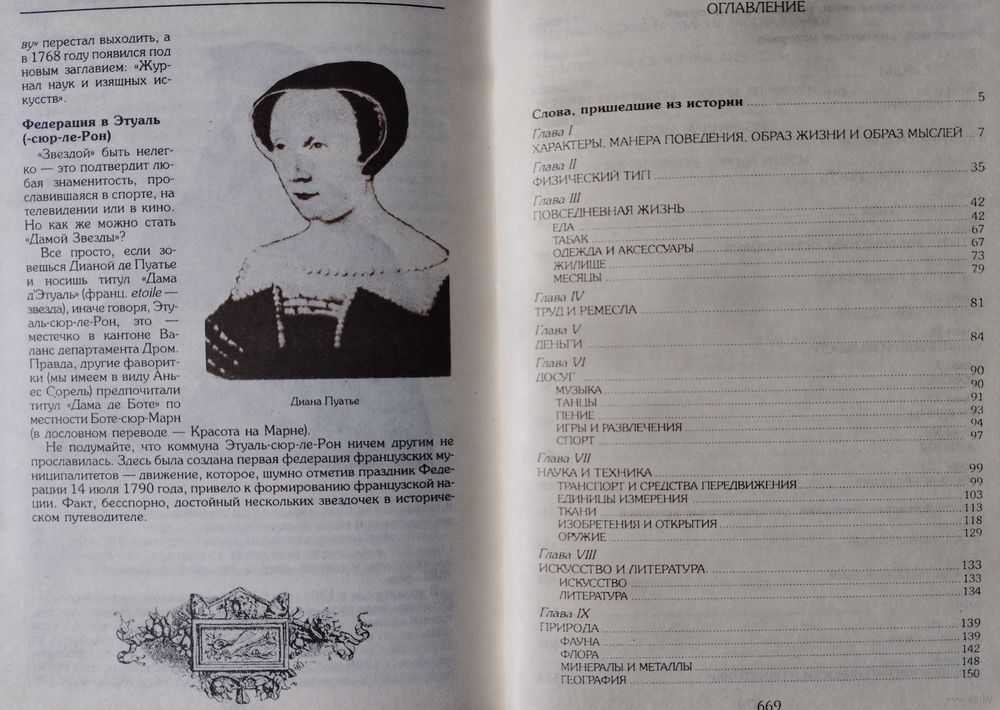 ву» перестал выходить, а
в 1768 году появился под
новым заглавием: «Жур-
нал наук и изящных ис-
кусств».
Федерация в Этуаль
(-сюр-ле-Рон)
«Звездой» быть нелег-
ко — это подтвердит лю-
бая знаменитость, про-
славившаяся в спорте, на
телевидении или в кино.
Но как же можно стать
«Дамой Звезды»?
Все просто, если зо-
вешься Дианой де Пуатье
и носишь титул «Дама
д'Этуаль» (франц. etoile —
звезда), иначе говоря, Эту-
аль-сюр-ле-Рон, это —
местечко в кантоне Ва-
ланс департамента Дром.
Правда, другие фаворит-
ки (мы имеем в виду Ань-
ес Сорель) предпочитали
титул «Дама де Боте» по
местности Боте-сюр-Марн
(в дословном переводе — Красота на Марне).
Диана Пуатье
Не подумайте, что коммуна Этуаль-сюр-ле-Рон ничем другим не
прославилась. Здесь была создана первая федерация французских му-
ниципалитетов — движение, которое, шумно отметив праздник Феде-
рации 14 июля 1790 года, привело к формированию французской на-
ции. Факт, бесспорно, достойный нескольких звездочек в историче-
ском путеводителе.
ОГЛАВЛЕНИЕ
Слова, пришедшие из истории 5
Глава I
ХАРАКТЕРЫ, МАНЕРА ПОВЕДЕНИЯ, ОБРАЗ ЖИЗНИ И ОБРАЗ МЫСЛЕЙ ... 7
Глава II
ФИЗИЧЕСКИЙ ТИП 35
Глава III
ПОВСЕДНЕВНАЯ ЖИЗНЬ 42
ЕДА 42
ТАБАК 67
ОДЕЖДА И АКСЕССУАРЫ 67
ЖИЛИЩЕ 73
МЕСЯЦЫ 79
Глава IV
ТРУД И РЕМЕСЛА 81
Глава V
ДЕНЬГИ 84
Глава VI
ДОСУГ 90
МУЗЫКА 90
ТАНЦЫ 91
ПЕНИЕ 93
ИГРЫ И РАЗВЛЕЧЕНИЯ 94
СПОРТ 97
Глава VII
НАУКА И ТЕХНИКА 99
ТРАНСПОРТ И СРЕДСТВА ПЕРЕДВИЖЕНИЯ 99
ЕДИНИЦЫ ИЗМЕРЕНИЯ 103
ТКАНИ 113
ИЗОБРЕТЕНИЯ И ОТКРЫТИЯ 118
ОРУЖИЕ 129
Глава VIII
ИСКУССТВО И ЛИТЕРАТУРА 133
ИСКУССТВО 133
ЛИТЕРАТУРА 134
Глава IX
ПРИРОДА 139
ФАУНА 139
ФЛОРА 142
МИНЕРАЛЫ И МЕТАЛЛЫ 148
ГЕОГРАФИЯ 150
669